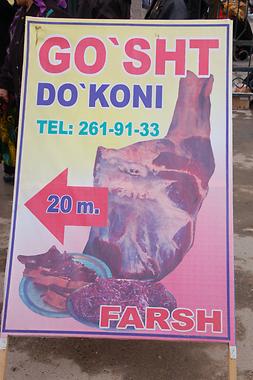 GO`SHT
DO`KONI
TEL: 261-91-33
20 m.
FARSH